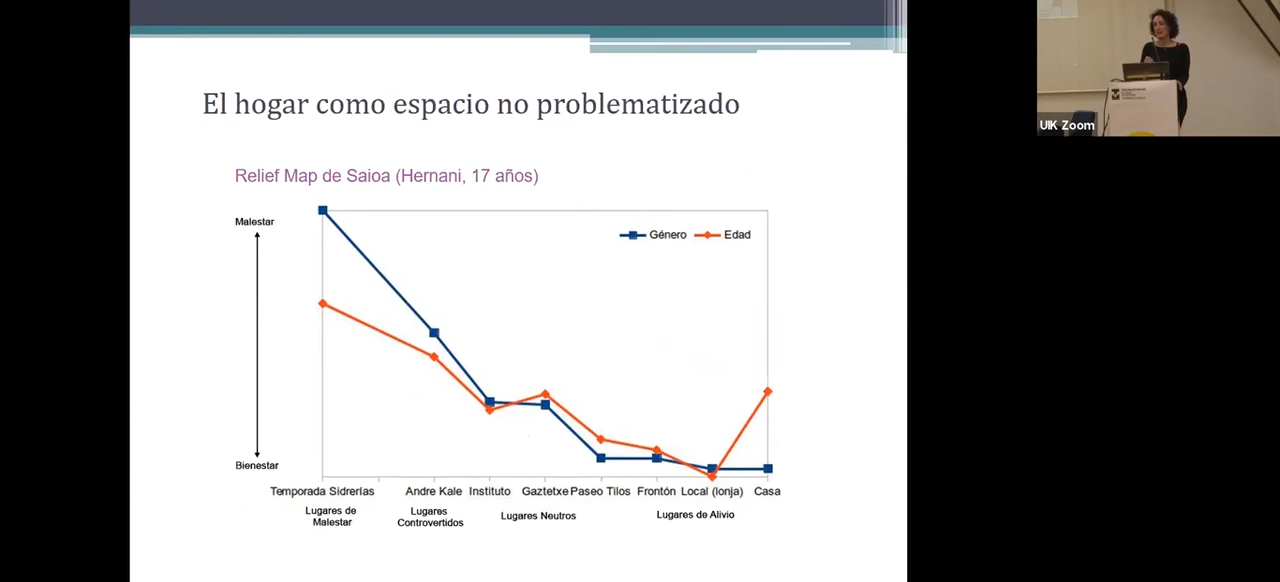 El hogar como espacio no problematizado
Relief Map de Saioa (Hernani, 17 años)
Malestar
Género Edad
Bienestar
Temporada Sidrerías Andre Kale Instituto Gaztetxe Paseo Tilos Frontón Local (lonja) Casa
Lugares de Malestar
Lugares Controvertidos
Lugares Neutros
Lugares de Alivio
UIK Zoom